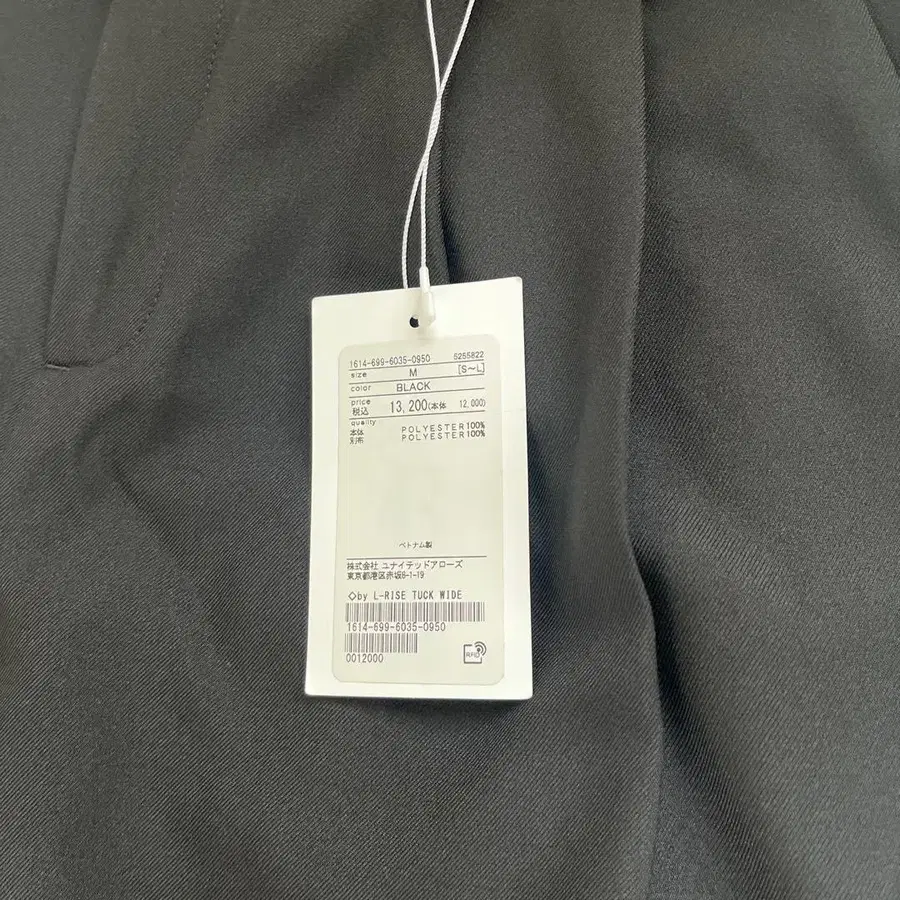 1614-699-6035-0950 5255822
size M [S〜L]
color BLACK
price
税込 13,200(本体 12,000)
quality
本体 POLYESTER100%
別布 POLYESTER100%
ベトナム製
株式会社 ユナイテッドアローズ
東京都港区赤坂8-1-19
◇by L-RISE TUCK WIDE
1614-699-6035-0950
0012000
RFID